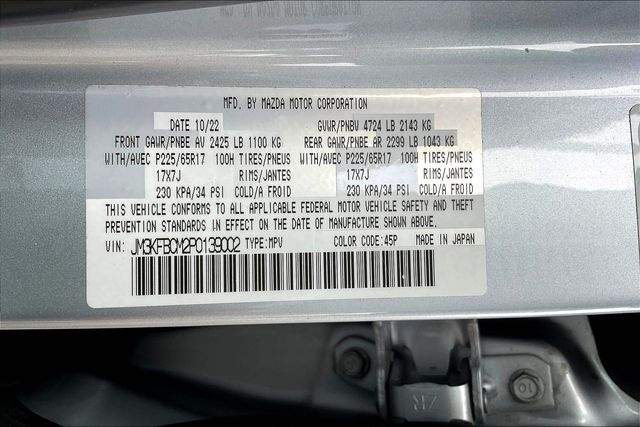 MFD. BY MAZDA MOTOR CORPORATION
DATE 10/22 GVWR/PNBV 4724 LB 2143 KG
FRONT GAWR/PNBE AV 2425 LB 1100 KG REAR GAWR/PNBE AR 2299 LB 1043 KG
WITH/AVEC P225/65R17 100H TIRES/PNEUS WITH/AVEC P225/65R17 100H TIRES/PNEUS
17X7J RIMS/JANTES 17X7J RIMS/JANTES
230 KPA/34 PSI COLD/A FROID 230 KPA/34 PSI COLD/A FROID
THIS VEHICLE CONFORMS TO ALL APPLICABLE FEDERAL MOTOR VEHICLE SAFETY AND THEFT
PREVENTION STANDARDS IN EFFECT ON THE DATE OF MANUFACTURE SHOWN ABOVE.
VIN: JM3KFBCM2P0139002 TYPE:MPV COLOR CODE:45P MADE IN JAPAN
ZR